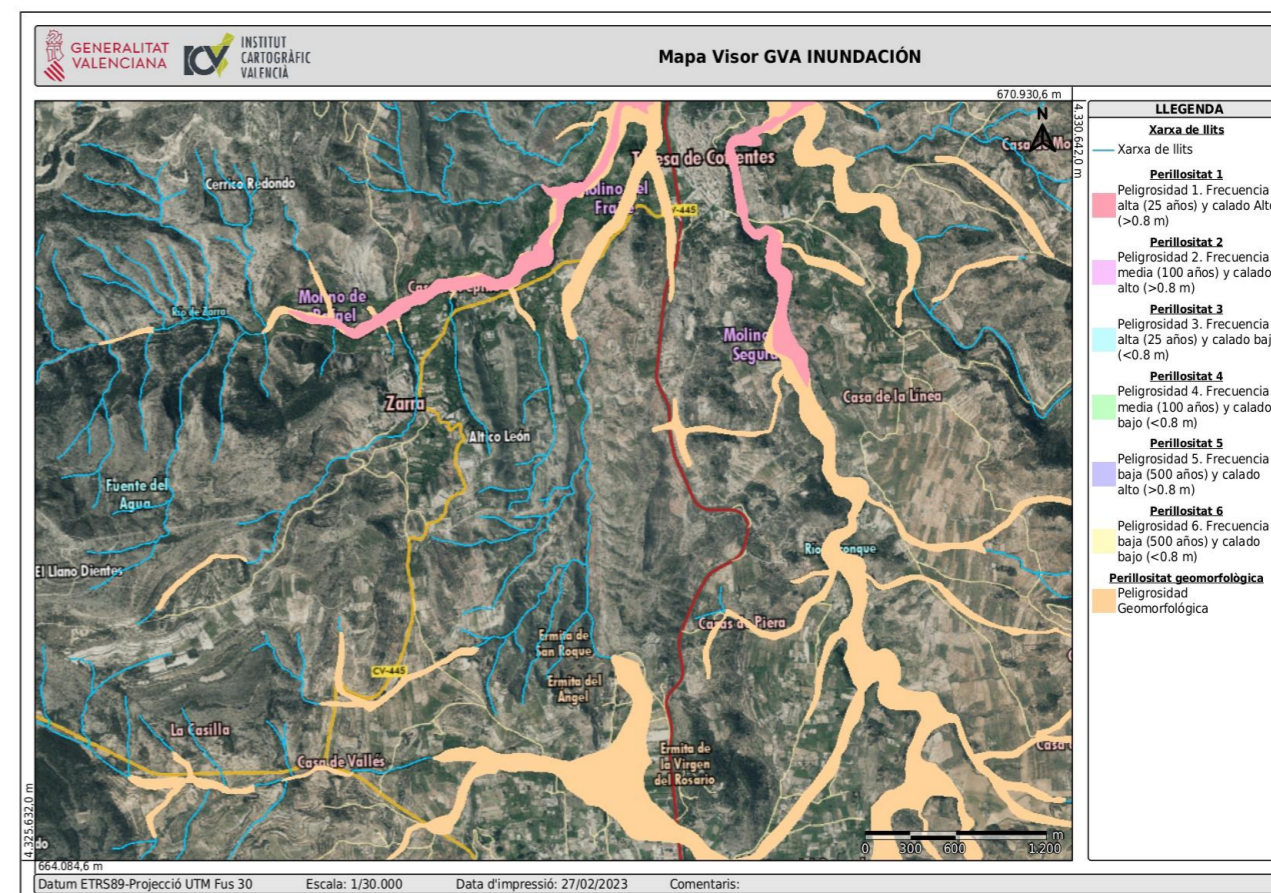 GENERALITAT
VALENCIANA
INSTITUT
CARTOGRÀFIC
VALENCIÀ
Mapa Visor GVA INUNDACIÓN
670.930,6 m
4.330.642,0 m
N
Cerrico Redondo
Teresa de Cofrentes
Molino del
CV-445
Río de Zarra
Molino
Casa de la Línea
Zarra
Altico León
Fuente del
Agua
El Llano Dientes
Casas de Piera
Ermita de
San Roque
CV-445
Ermita del
Angel
La Casilla
Casa de Vallés
Ermita de
la Virgen
del Rosario
m
0 300 600 1.200
4.325.632,0 m
664.084,6 m
LLEGENDA
Xarxa de llits
Xarxa de llits
Perillositat 1
Peligrosidad 1. Frecuencia
alta (25 años) y calado Alto
(>0.8 m)
Perillositat 2
Peligrosidad 2. Frecuencia
media (100 años) y calado
alto (>0.8 m)
Perillositat 3
Peligrosidad 3. Frecuencia
alta (25 años) y calado baj
(<0.8 m)
Perillositat 4
Peligrosidad 4. Frecuencia
media (100 años) y calado
bajo (<0.8 m)
Perillositat 5
Peligrosidad 5. Frecuencia
baja (500 años) y calado
alto (>0.8 m)
Perillositat 6
Peligrosidad 6. Frecuencia
baja (500 años) y calado
bajo (<0.8 m)
Perillositat geomorfològica
Peligrosidad
Geomorfológica
Datum ETRS89-Projecció UTM Fus 30 Escala: 1/30.000 Data d'impressió: 27/02/2023 Comentaris: